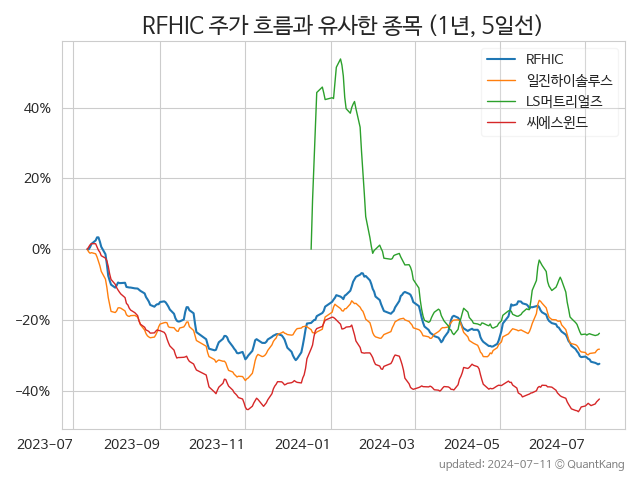 RFHIC 주가 흐름과 유사한 종목 (1년, 5일선)
RFHIC
일진하이솔루스
LS머트리얼즈
씨에스윈드
40%
20%
0%
−20%
−40%
2023-07 2023-09 2023-11 2024-01 2024-03 2024-05 2024-07
updated: 2024-07-11 © QuantKang